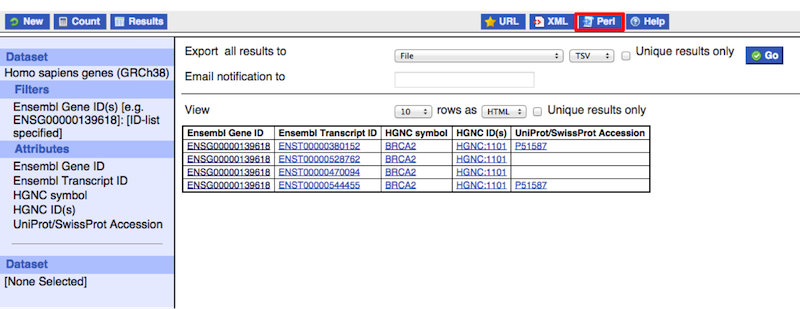 New Count Results URL XML Perl Help
Dataset
Homo sapiens genes (GRCh38)
Filters
Ensembl Gene ID(s) [e.g.
ENSG00000139618]: [ID-list
specified]
Attributes
Ensembl Gene ID
Ensembl Transcript ID
HGNC symbol
HGNC ID(s)
UniProt/SwissProt Accession
Dataset
[None Selected]
Export all results to File TSV Unique results only Go
Email notification to
View 10 rows as HTML Unique results only
Ensembl Gene ID Ensembl Transcript ID HGNC symbol HGNC ID(s) UniProt/SwissProt Accession
ENSG00000139618 ENST00000380152 BRCA2 HGNC:1101 P51587
ENSG00000139618 ENST00000528762 BRCA2 HGNC:1101
ENSG00000139618 ENST00000470094 BRCA2 HGNC:1101
ENSG00000139618 ENST00000544455 BRCA2 HGNC:1101 P51587